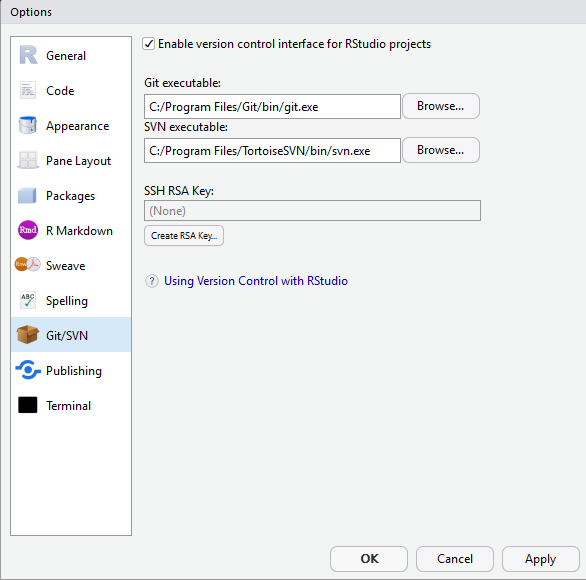 Options
General
Code
Appearance
Pane Layout
Packages
Rmd R Markdown
Rnw Sweave
ABC Spelling
Git/SVN
Publishing
Terminal
Enable version control interface for RStudio projects
Git executable:
C:/Program Files/Git/bin/git.exe Browse...
SVN executable:
C:/Program Files/TortoiseSVN/bin/svn.exe Browse...
SSH RSA Key:
(None)
Create RSA Key...
? Using Version Control with RStudio
OK Cancel Apply